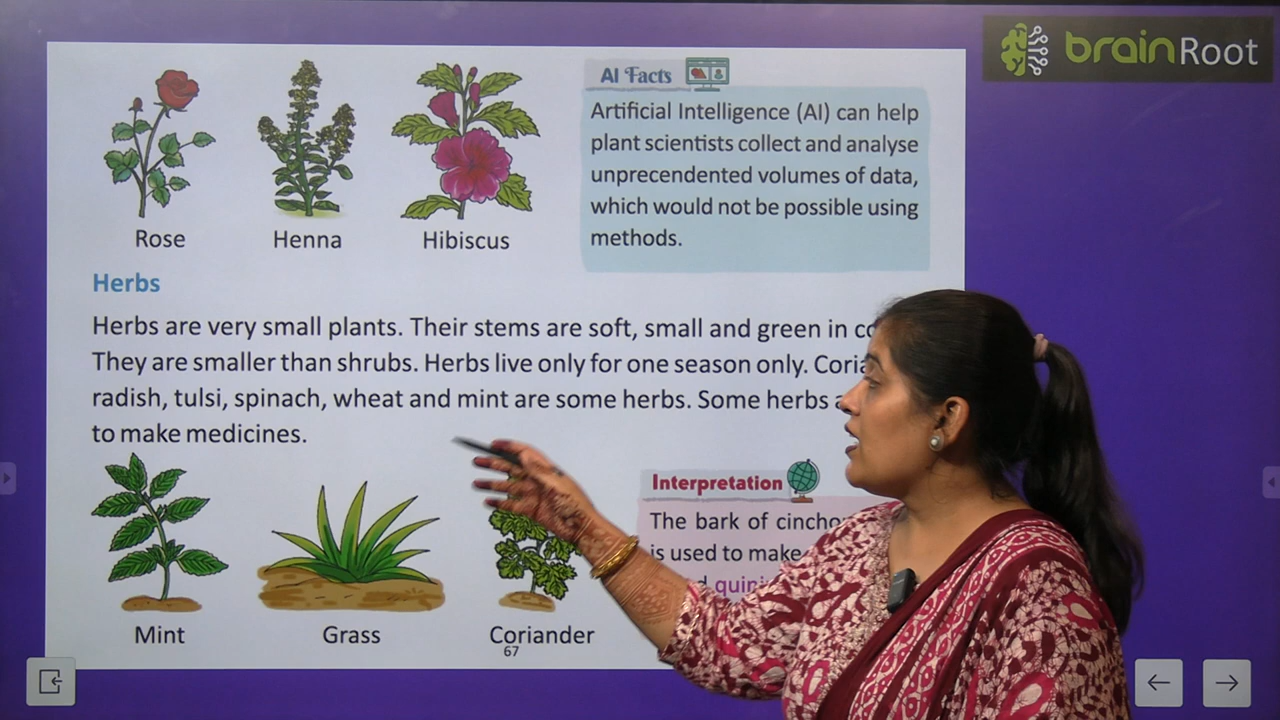 brainRoot
Rose
Henna
Hibiscus
AI Facts
Artificial Intelligence (AI) can help
plant scientists collect and analyse
unprecendented volumes of data,
which would not be possible using
methods.
Herbs
Herbs are very small plants. Their stems are soft, small and green in
They are smaller than shrubs. Herbs live only for one season only.
radish, tulsi, spinach, wheat and mint are some herbs. Some herbs
to make medicines.
Mint
Grass
Coriander
Interpretation
The bark of
is used to make
67